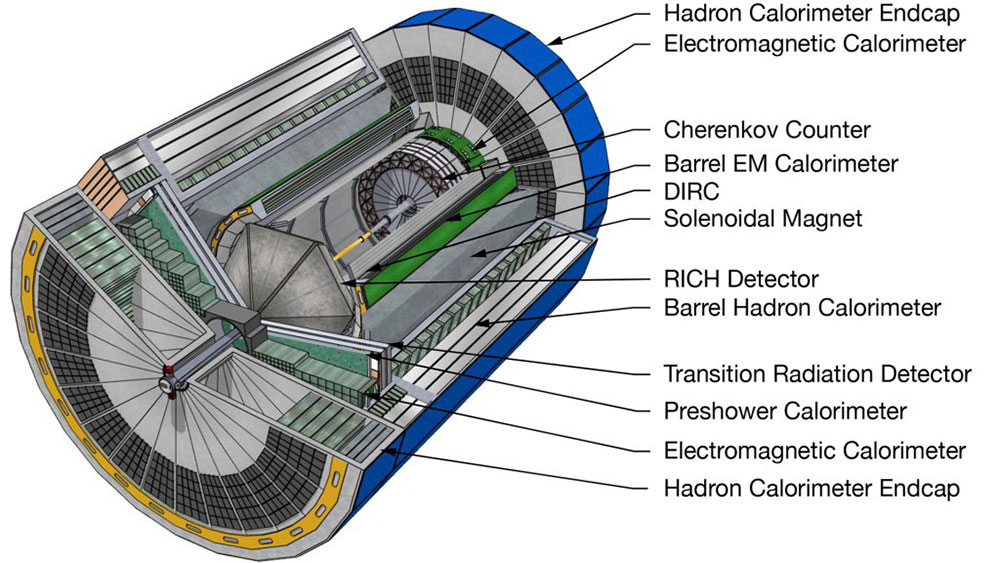 Hadron Calorimeter Endcap
Electromagnetic Calorimeter
Cherenkov Counter
Barrel EM Calorimeter
DIRC
Solenoidal Magnet
RICH Detector
Barrel Hadron Calorimeter
Transition Radiation Detector
Preshower Calorimeter
Electromagnetic Calorimeter
Hadron Calorimeter Endcap